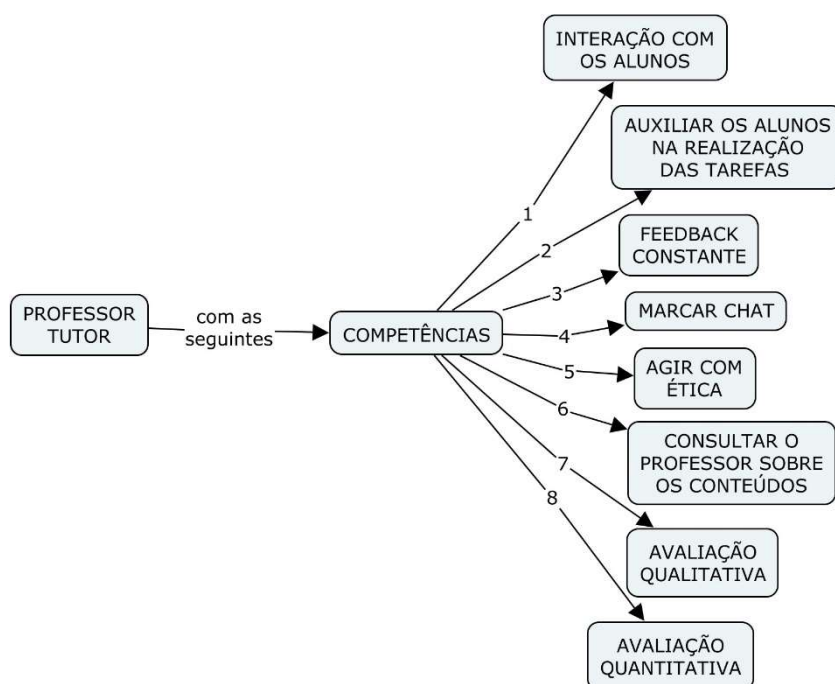 PROFESSOR
TUTOR
com as
seguintes
COMPETÊNCIAS
1
INTERAÇÃO COM
OS ALUNOS
2
AUXILIAR OS ALUNOS
NA REALIZAÇÃO
DAS TAREFAS
3
FEEDBACK
CONSTANTE
4
MARCAR CHAT
5
AGIR COM
ÉTICA
6
CONSULTAR O
PROFESSOR SOBRE
OS CONTEÚDOS
7
AVALIAÇÃO
QUALITATIVA
8
AVALIAÇÃO
QUANTITATIVA